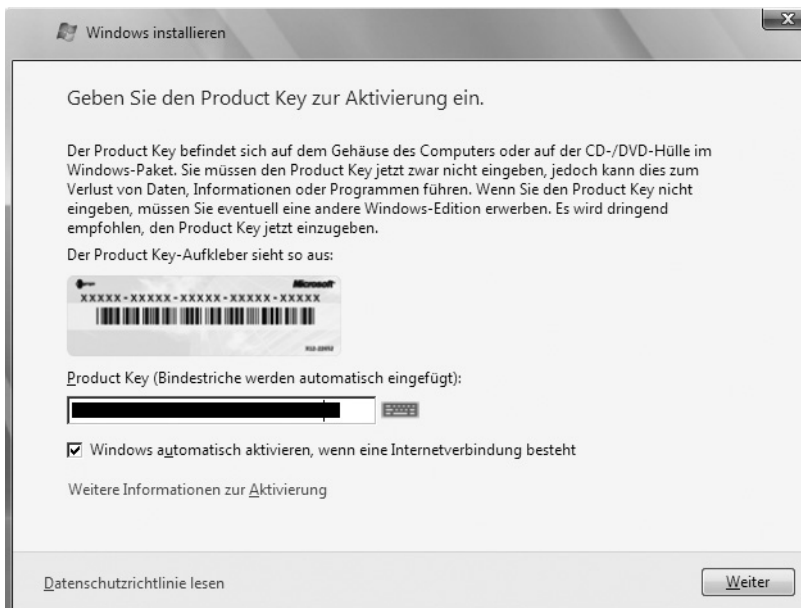 Windows installieren
Geben Sie den Product Key zur Aktivierung ein.
Der Product Key befindet sich auf dem Gehäuse des Computers oder auf der CD-/DVD-Hülle im
Windows-Paket. Sie müssen den Product Key jetzt zwar nicht eingeben, jedoch kann dies zum
Verlust von Daten, Informationen oder Programmen führen. Wenn Sie den Product Key nicht
eingeben, müssen Sie eventuell eine andere Windows-Edition erwerben. Es wird dringend
empfohlen, den Product Key jetzt einzugeben.
Der Product Key-Aufkleber sieht so aus:
Microsoft
XXXXX-XXXXX-XXXXX-XXXXX-XXXXX
Product Key (Bindestriche werden automatisch eingefügt):
Windows automatisch aktivieren, wenn eine Internetverbindung besteht
Weitere Informationen zur Aktivierung
Datenschutzrichtlinie lesen
Weiter